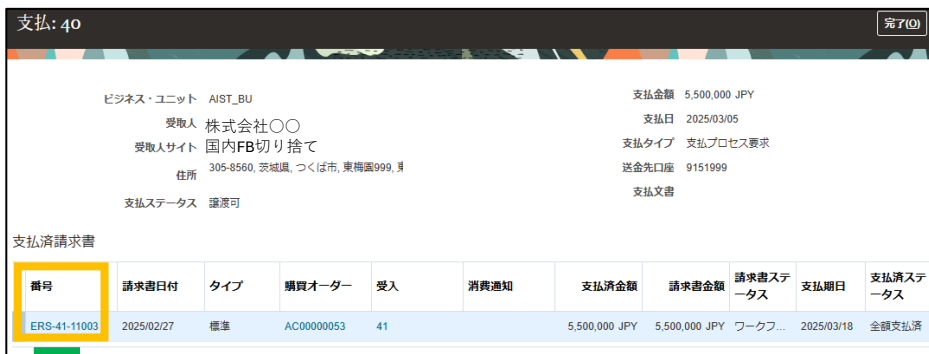 支払: 40
完了(O)
ビジネス・ユニット AIST_BU
受取人 株式会社〇〇
受取人サイト 国内FB切り捨て
住所 305-8560, 茨城県, つくば市, 東梅園999,
支払ステータス 譲渡可
支払金額 5,500,000 JPY
支払日 2025/03/05
支払タイプ 支払プロセス要求
送金先口座 9151999
支払文書
支払済請求書
番号 請求書日付 タイプ 購買オーダー 受入 消費通知 支払済金額 請求書金額 請求書ステータス 支払期日 支払済ステータス
ERS-41-11003 2025/02/27 標準 AC00000053 41 5,500,000 JPY 5,500,000 JPY ワークフ... 2025/03/18 全額支払済